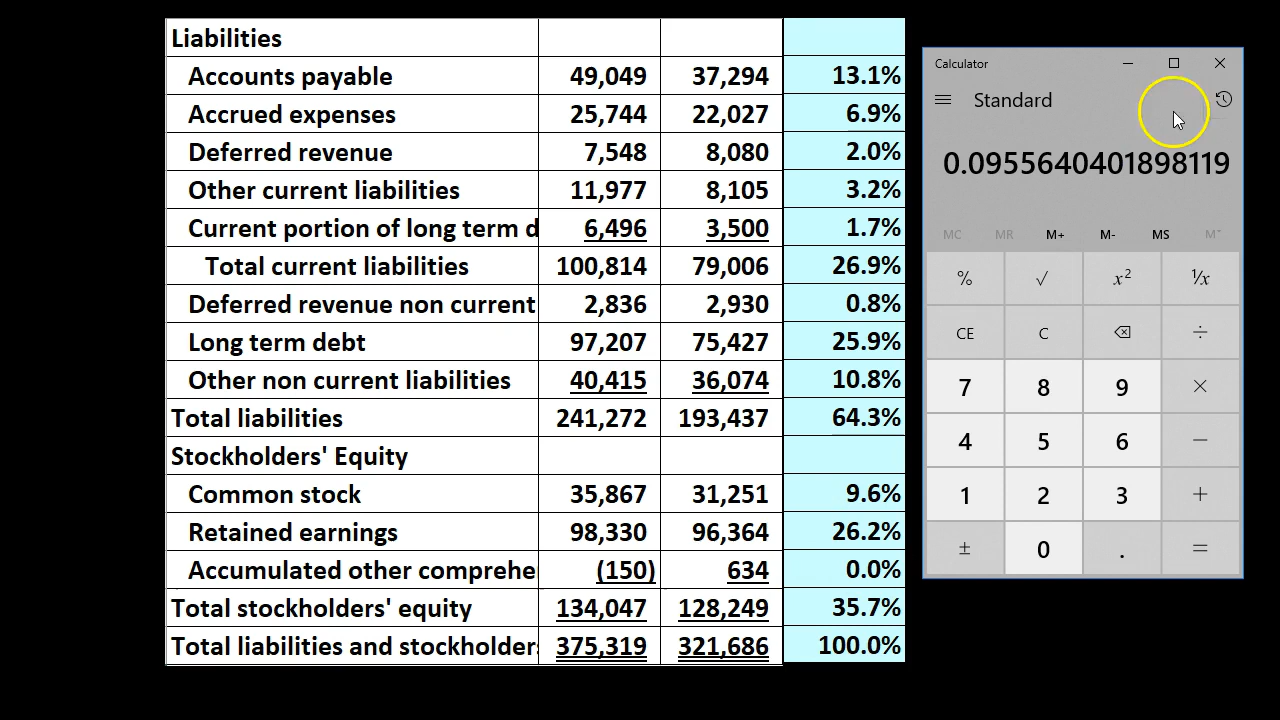 Liabilities
Accounts payable 49,049 37,294 13.1%
Accrued expenses 25,744 22,027 6.9%
Deferred revenue 7,548 8,080 2.0%
Other current liabilities 11,977 8,105 3.2%
Current portion of long term d 6,496 3,500 1.7%
Total current liabilities 100,814 79,006 26.9%
Deferred revenue non current 2,836 2,930 0.8%
Long term debt 97,207 75,427 25.9%
Other non current liabilities 40,415 36,074 10.8%
Total liabilities 241,272 193,437 64.3%
Stockholders' Equity
Common stock 35,867 31,251 9.6%
Retained earnings 98,330 96,364 26.2%
Accumulated other comprehe (150) 634 0.0%
Total stockholders' equity 134,047 128,249 35.7%
Total liabilities and stockholders 375,319 321,686 100.0%
Calculator
Standard
0.0955640401898119
MC MR M+ M- MS M˅
% √ x² ¹/x
CE C ⌫ ÷
7 8 9 ×
4 5 6 −
1 2 3 +
± 0 . =